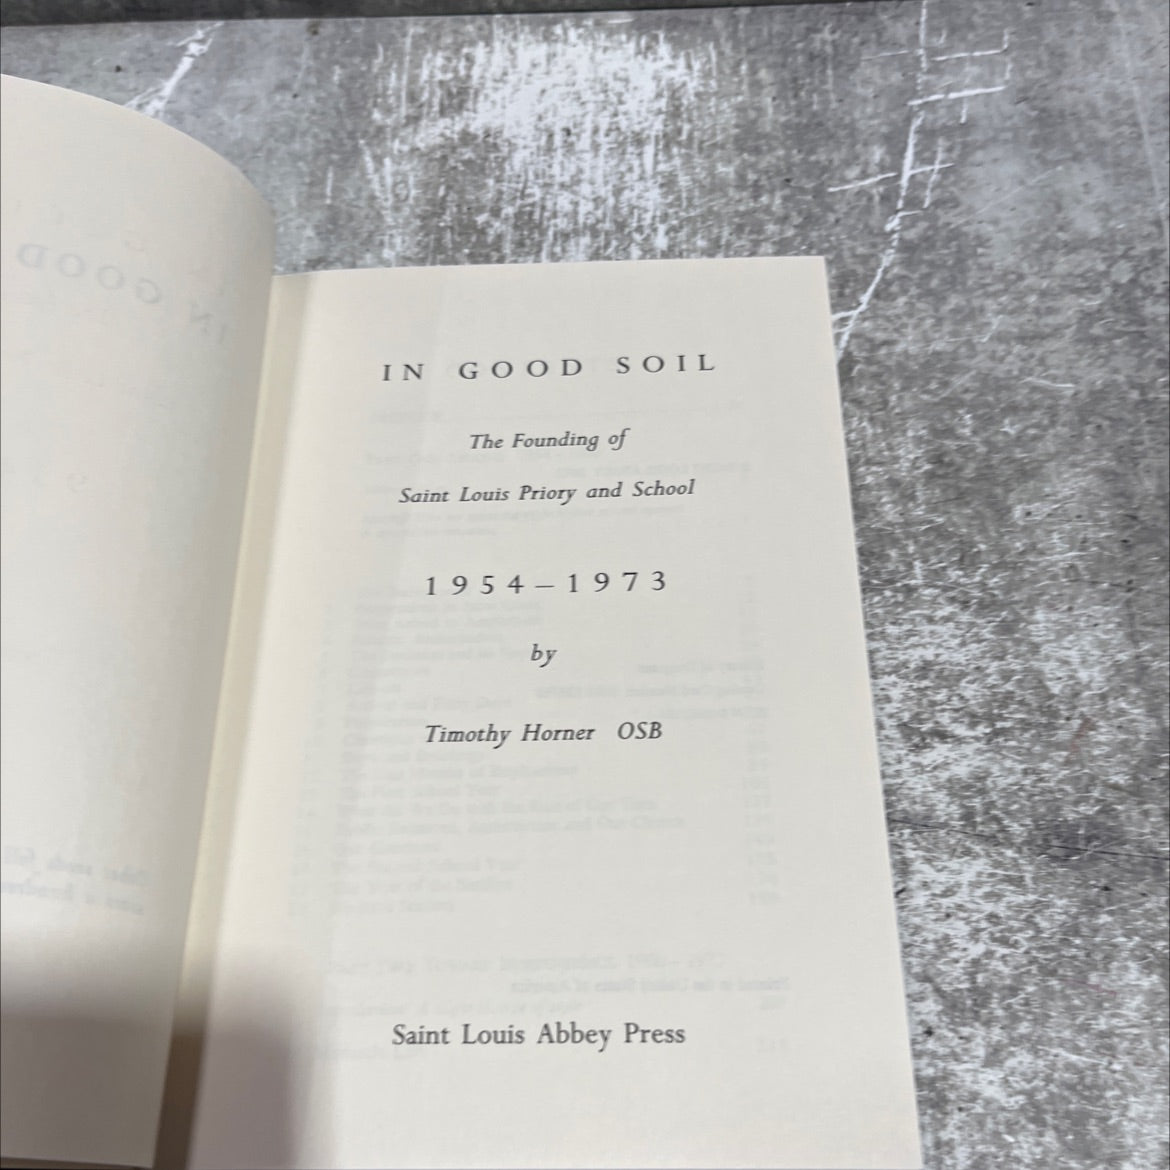 IN GOOD SOIL
The Founding of
Saint Louis Priory and School
1954–1973
by
Timothy Horner OSB
Saint Louis Abbey Press